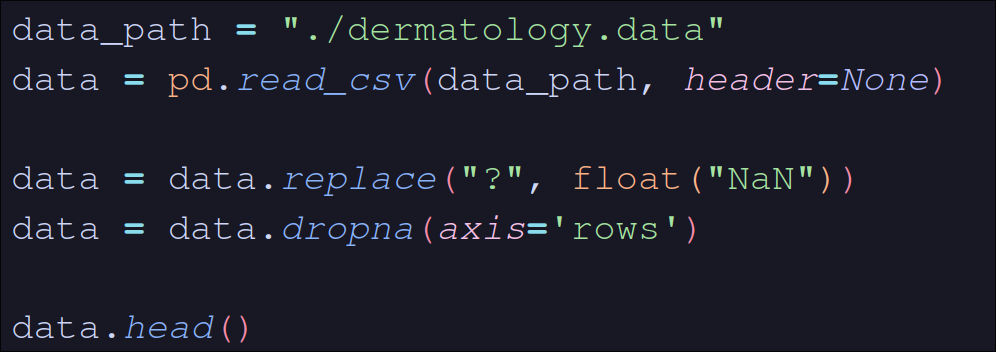 data_path = "./dermatology.data"
data = pd.read_csv(data_path, header=None)
data = data.replace("?", float("NaN"))
data = data.dropna(axis='rows')
data.head()